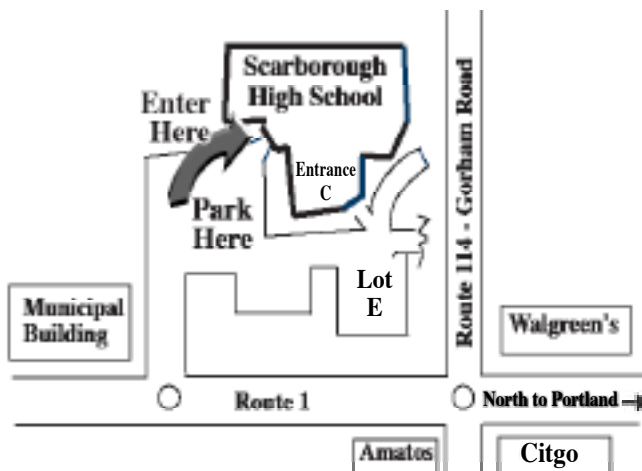 Scarborough
High School
Enter
Here
Entrance
C
Park
Here
Route 114 - Gorham Road
Lot
E
Municipal
Building
Walgreen's
Route 1
North to Portland
Amatos
Citgo